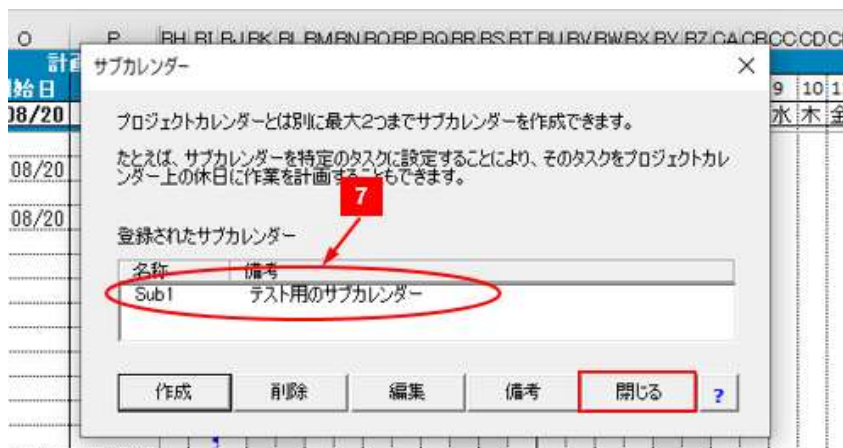 O P BH BI BJ BK BL BM BN BO BP BQ BR BS BT BU BV BW BX BY BZ CA CB CC CD
サブカレンダー
始日
9 10
08/20
水 木 金
プロジェクトカレンダーとは別に最大2つまでサブカレンダーを作成できます。
たとえば、サブカレンダーを特定のタスクに設定することにより、そのタスクをプロジェクトカレ
ンダー上の休日に作業を計画することもできます。
08/20
7
08/20
登録されたサブカレンダー
名称 備考
Sub1 テスト用のサブカレンダー
作成 削除 編集 備考 閉じる ?